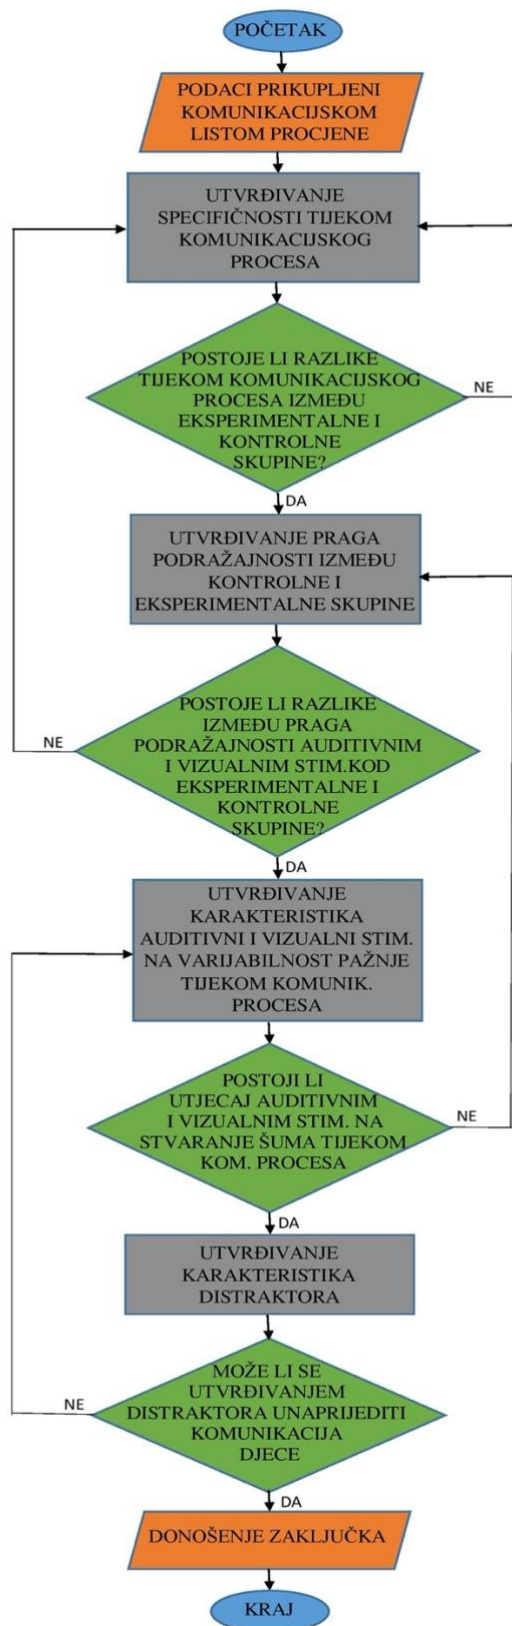 POČETAK
PODACI PRIKUPLJENI
KOMUNIKACIJSKOM
LISTOM PROCJENE
UTVRĐIVANJE
SPECIFIČNOSTI TIJEKOM
KOMUNIKACIJSKOG
PROCESA
POSTOJE LI RAZLIKE
TIJEKOM KOMUNIKACIJSKOG
PROCESA IZMEĐU
EKSPERIMENTALNE I
KONTROLNE
SKUPINE?
NE
DA
UTVRĐIVANJE PRAGA
PODRAŽAJNOSTI IZMEĐU
KONTROLNE I
EKSPERIMENTALNE SKUPINE
POSTOJE LI RAZLIKE
IZMEĐU PRAGA
PODRAŽAJNOSTI AUDITIVNIM
I VIZUALNIM STIM.KOD
EKSPERIMENTALNE I
KONTROLNE
SKUPINE?
NE
DA
UTVRĐIVANJE
KARAKTERISTIKA
AUDITIVNI I VIZUALNI STIM.
NA VARIJABILNOST PAŽNJE
TIJEKOM KOMUNIK.
PROCESA
POSTOJI LI
UTJECAJ AUDITIVNIM
I VIZUALNIM STIM. NA
STVARANJE ŠUMA TIJEKOM
KOM. PROCESA
NE
DA
UTVRĐIVANJE
KARAKTERISTIKA
DISTRAKTORA
MOŽE LI SE
UTVRĐIVANJEM
DISTRAKTORA UNAPRIJEDITI
KOMUNIKACIJA
DJECE
NE
DA
DONOŠENJE ZAKLJUČKA
KRAJ